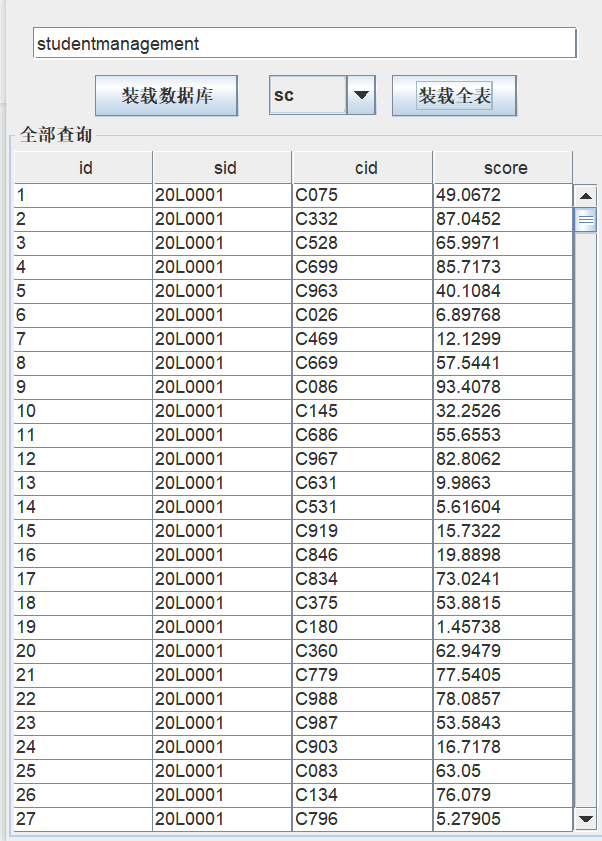 studentmanagement
装载数据库 sc 装载全表
全部查询
id sid cid score
1 20L0001 C075 49.0672
2 20L0001 C332 87.0452
3 20L0001 C528 65.9971
4 20L0001 C699 85.7173
5 20L0001 C963 40.1084
6 20L0001 C026 6.89768
7 20L0001 C469 12.1299
8 20L0001 C669 57.5441
9 20L0001 C086 93.4078
10 20L0001 C145 32.2526
11 20L0001 C686 55.6553
12 20L0001 C967 82.8062
13 20L0001 C631 9.9863
14 20L0001 C531 5.61604
15 20L0001 C919 15.7322
16 20L0001 C846 19.8898
17 20L0001 C834 73.0241
18 20L0001 C375 53.8815
19 20L0001 C180 1.45738
20 20L0001 C360 62.9479
21 20L0001 C779 77.5405
22 20L0001 C988 78.0857
23 20L0001 C987 53.5843
24 20L0001 C903 16.7178
25 20L0001 C083 63.05
26 20L0001 C134 76.079
27 20L0001 C796 5.27905